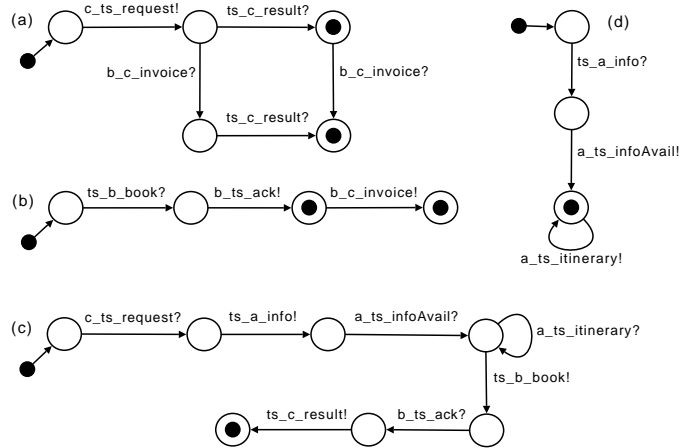 (a)
c_ts_request!
ts_c_result?
(d)
ts_a_info?
b_c_invoice?
b_c_invoice?
ts_c_result?
a_ts_infoAvail!
(b)
ts_b_book?
b_ts_ack!
b_c_invoice!
a_ts_itinerary!
(c)
c_ts_request?
ts_a_info!
a_ts_infoAvail?
a_ts_itinerary?
ts_b_book!
ts_c_result!
b_ts_ack?